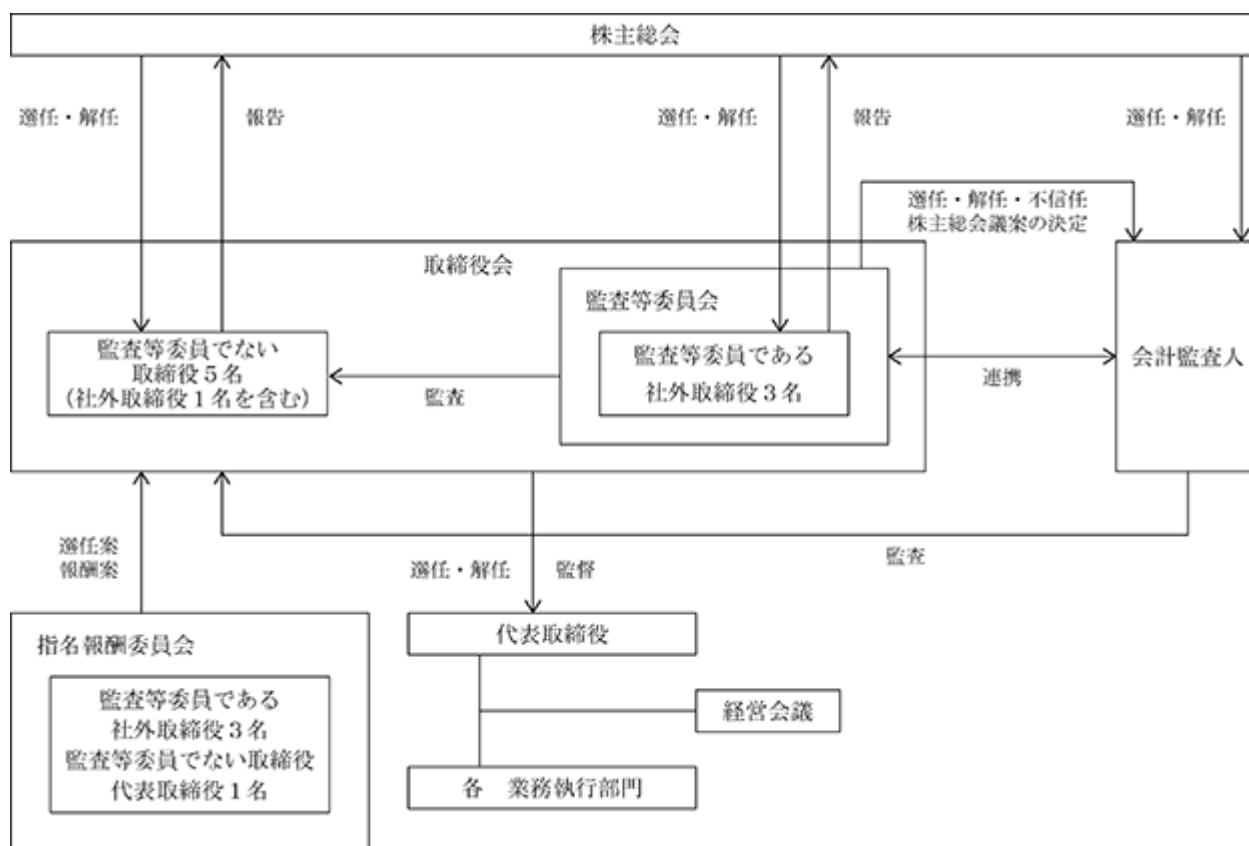 株主総会
選任・解任
報告
選任・解任
報告
選任・解任
選任・解任・不信任
株主総会議案の決定
取締役会
監査等委員会
監査等委員でない
取締役5名
(社外取締役1名を含む)
監査
監査等委員である
社外取締役3名
連携
会計監査人
選任案
報酬案
選任・解任
監督
監査
指名報酬委員会
監査等委員である
社外取締役3名
監査等委員でない取締役
代表取締役1名
代表取締役
経営会議
各 業務執行部門